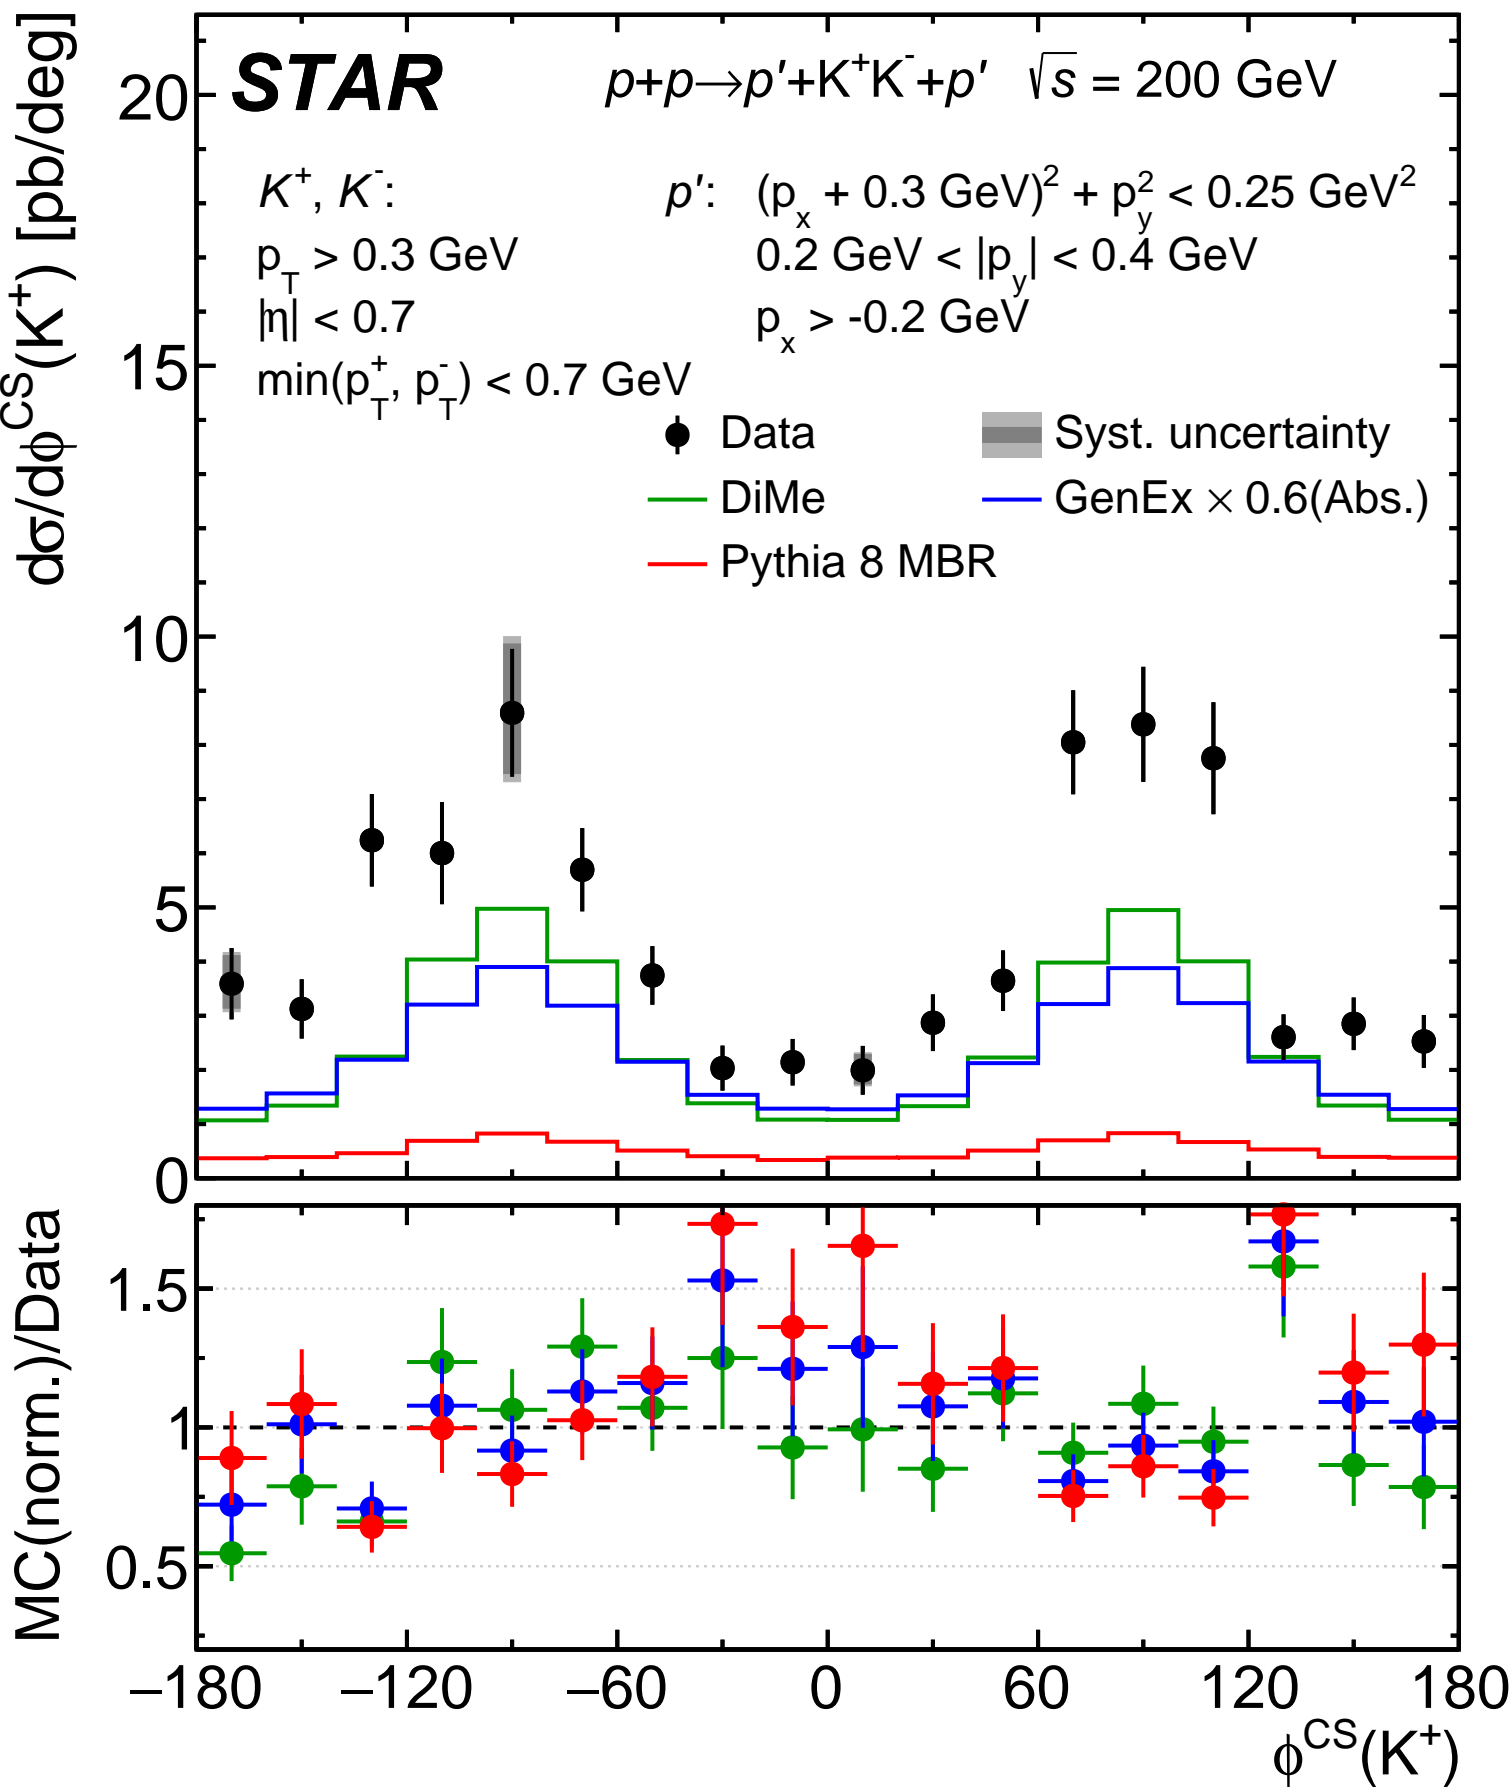 STAR p+p→p′+K⁺K⁻+p′ √s = 200 GeV
K⁺, K⁻: p′: (p_x + 0.3 GeV)² + p_y² < 0.25 GeV²
p_T > 0.3 GeV 0.2 GeV < |p_y| < 0.4 GeV
|η| < 0.7 p_x > -0.2 GeV
min(p_T⁺, p_T⁻) < 0.7 GeV
Data Syst. uncertainty
DiMe GenEx × 0.6(Abs.)
Pythia 8 MBR
dσ/dϕ^CS(K⁺) [pb/deg]
20
15
10
5
0
MC(norm.)/Data
1.5
1
0.5
−180 −120 −60 0 60 120 180
ϕ^CS(K⁺)